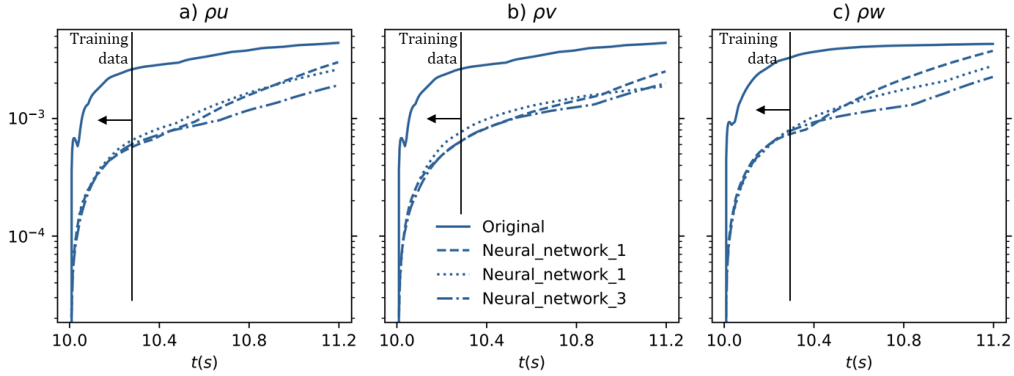 a) ρu
b) ρv
c) ρw
Training
data
Training
data
Training
data
10⁻³
10⁻⁴
Original
Neural_network_1
Neural_network_1
Neural_network_3
10.0 10.4 10.8 11.2
10.0 10.4 10.8 11.2
10.0 10.4 10.8 11.2
t(s)
t(s)
t(s)